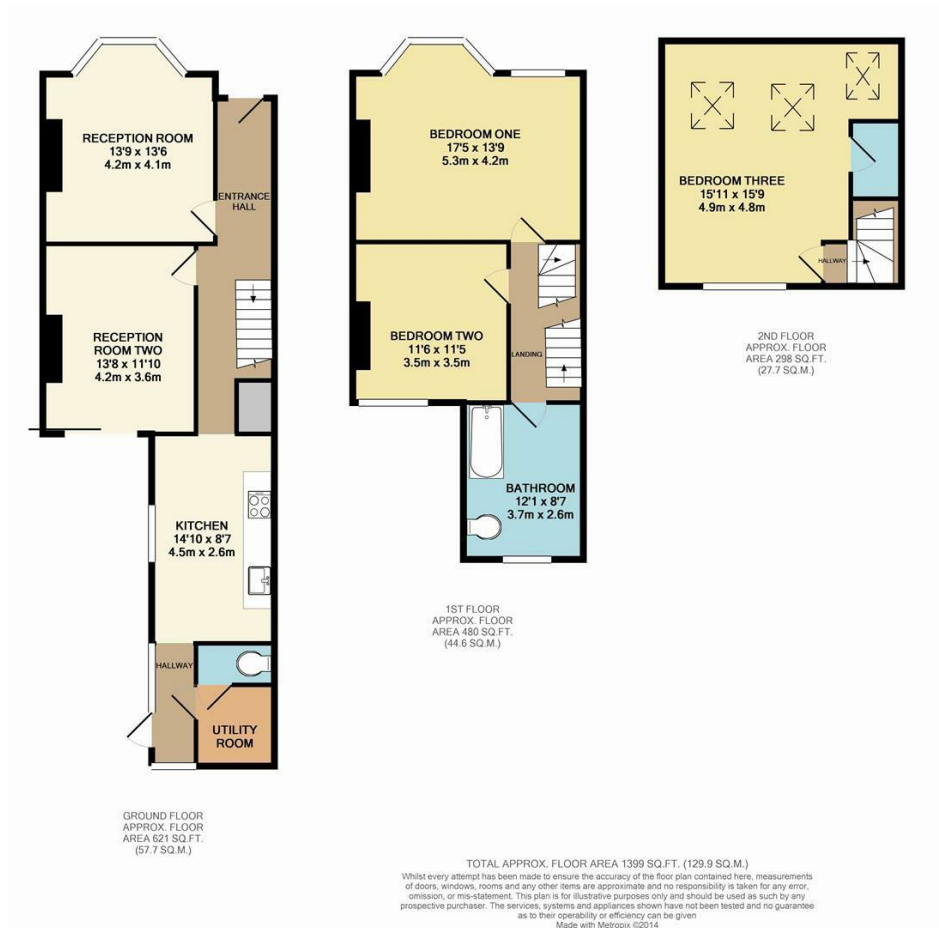 RECEPTION ROOM
13'9 x 13'6
4.2m x 4.1m
ENTRANCE
HALL
RECEPTION
ROOM TWO
13'8 x 11'10
4.2m x 3.6m
KITCHEN
14'10 x 8'7
4.5m x 2.6m
HALLWAY
UTILITY
ROOM
GROUND FLOOR
APPROX. FLOOR
AREA 621 SQ.FT.
(57.7 SQ.M.)
BEDROOM ONE
17'5 x 13'9
5.3m x 4.2m
BEDROOM TWO
11'6 x 11'5
3.5m x 3.5m
LANDING
BATHROOM
12'1 x 8'7
3.7m x 2.6m
1ST FLOOR
APPROX. FLOOR
AREA 480 SQ.FT.
(44.6 SQ.M.)
BEDROOM THREE
15'11 x 15'9
4.9m x 4.8m
HALLWAY
2ND FLOOR
APPROX. FLOOR
AREA 298 SQ.FT.
(27.7 SQ.M.)
TOTAL APPROX. FLOOR AREA 1399 SQ.FT. (129.9 SQ.M.)
Whilst every attempt has been made to ensure the accuracy of the floor plan contained here, measurements
of doors, windows, rooms and any other items are approximate and no responsibility is taken for any error,
omission, or mis-statement. This plan is for illustrative purposes only and should be used as such by any
prospective purchaser. The services, systems and appliances shown have not been tested and no guarantee
as to their operability or efficiency can be given
Made with Metropix ©2014